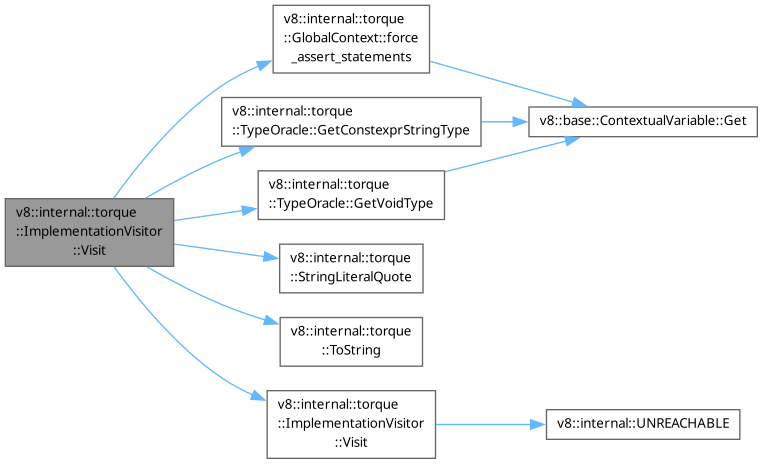 v8::internal::torque
::ImplementationVisitor
::Visit
v8::internal::torque
::GlobalContext::force
_assert_statements
v8::internal::torque
::TypeOracle::GetConstexprStringType
v8::internal::torque
::TypeOracle::GetVoidType
v8::internal::torque
::StringLiteralQuote
v8::internal::torque
::ToString
v8::internal::torque
::ImplementationVisitor
::Visit
v8::base::ContextualVariable::Get
v8::internal::UNREACHABLE